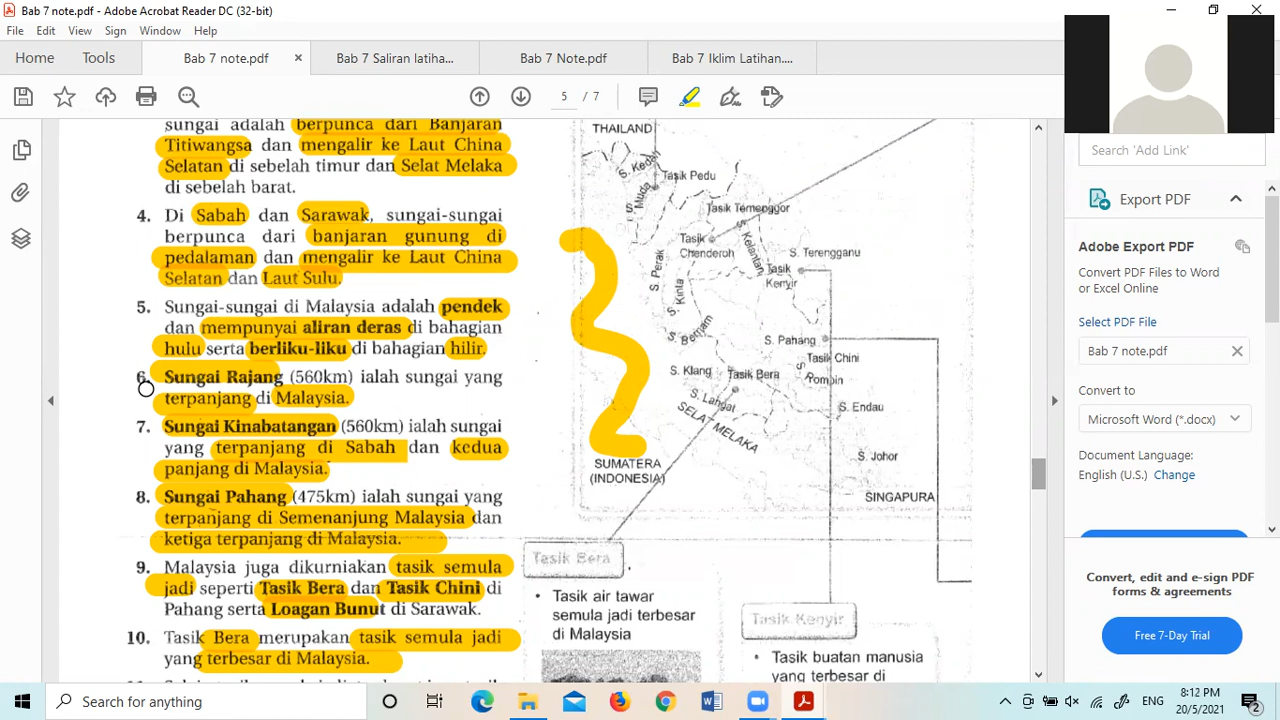 Bab 7 note.pdf - Adobe Acrobat Reader DC (32-bit)
File Edit View Sign Window Help
Home Tools Bab 7 note.pdf Bab 7 Saliran latiha... Bab 7 Note.pdf Bab 7 Iklim Latihan....
5 / 7
sungai adalah berpunca dari Banjaran
Titiwangsa dan mengalir ke Laut China
Selatan di sebelah timur dan Selat Melaka
di sebelah barat.
4. Di Sabah dan Sarawak, sungai-sungai
berpunca dari banjaran gunung di
pedalaman dan mengalir ke Laut China
Selatan dan Laut Sulu.
5. Sungai-sungai di Malaysia adalah pendek
dan mempunyai aliran deras di bahagian
hulu serta berliku-liku di bahagian hilir.
6. Sungai Rajang (560km) ialah sungai yang
terpanjang di Malaysia.
7. Sungai Kinabatangan (560km) ialah sungai
yang terpanjang di Sabah dan kedua
panjang di Malaysia.
8. Sungai Pahang (475km) ialah sungai yang
terpanjang di Semenanjung Malaysia dan
ketiga terpanjang di Malaysia.
9. Malaysia juga dikurniakan tasik semula
jadi seperti Tasik Bera dan Tasik Chini di
Pahang serta Loagan Bunut di Sarawak.
10. Tasik Bera merupakan tasik semula jadi
yang terbesar di Malaysia.
THAILAND
S. Kedah
S. Muda
Tasik Pedu
Tasik Temenggor
Tasik
Chenderoh
S. Kelantan
S. Terengganu
Tasik
Kenyir
S. Perak
S. Kinta
S. Bernam
S. Pahang
Tasik Chini
S. Klang
Tasik Bera
S. Rompin
S. Langat
S. Endau
SELAT MELAKA
S. Johor
SUMATERA
(INDONESIA)
SINGAPURA
Tasik Bera
• Tasik air tawar
semula jadi terbesar
di Malaysia
Tasik Kenyir
• Tasik buatan manusia
yang terbesar di
Search 'Add Link'
Export PDF
Adobe Export PDF
Convert PDF Files to Word
or Excel Online
Select PDF File
Bab 7 note.pdf
Convert to
Microsoft Word (*.docx)
Document Language:
English (U.S.) Change
Convert, edit and e-sign PDF
forms & agreements
Free 7-Day Trial
Search for anything
ENG
8:12 PM
20/5/2021
2